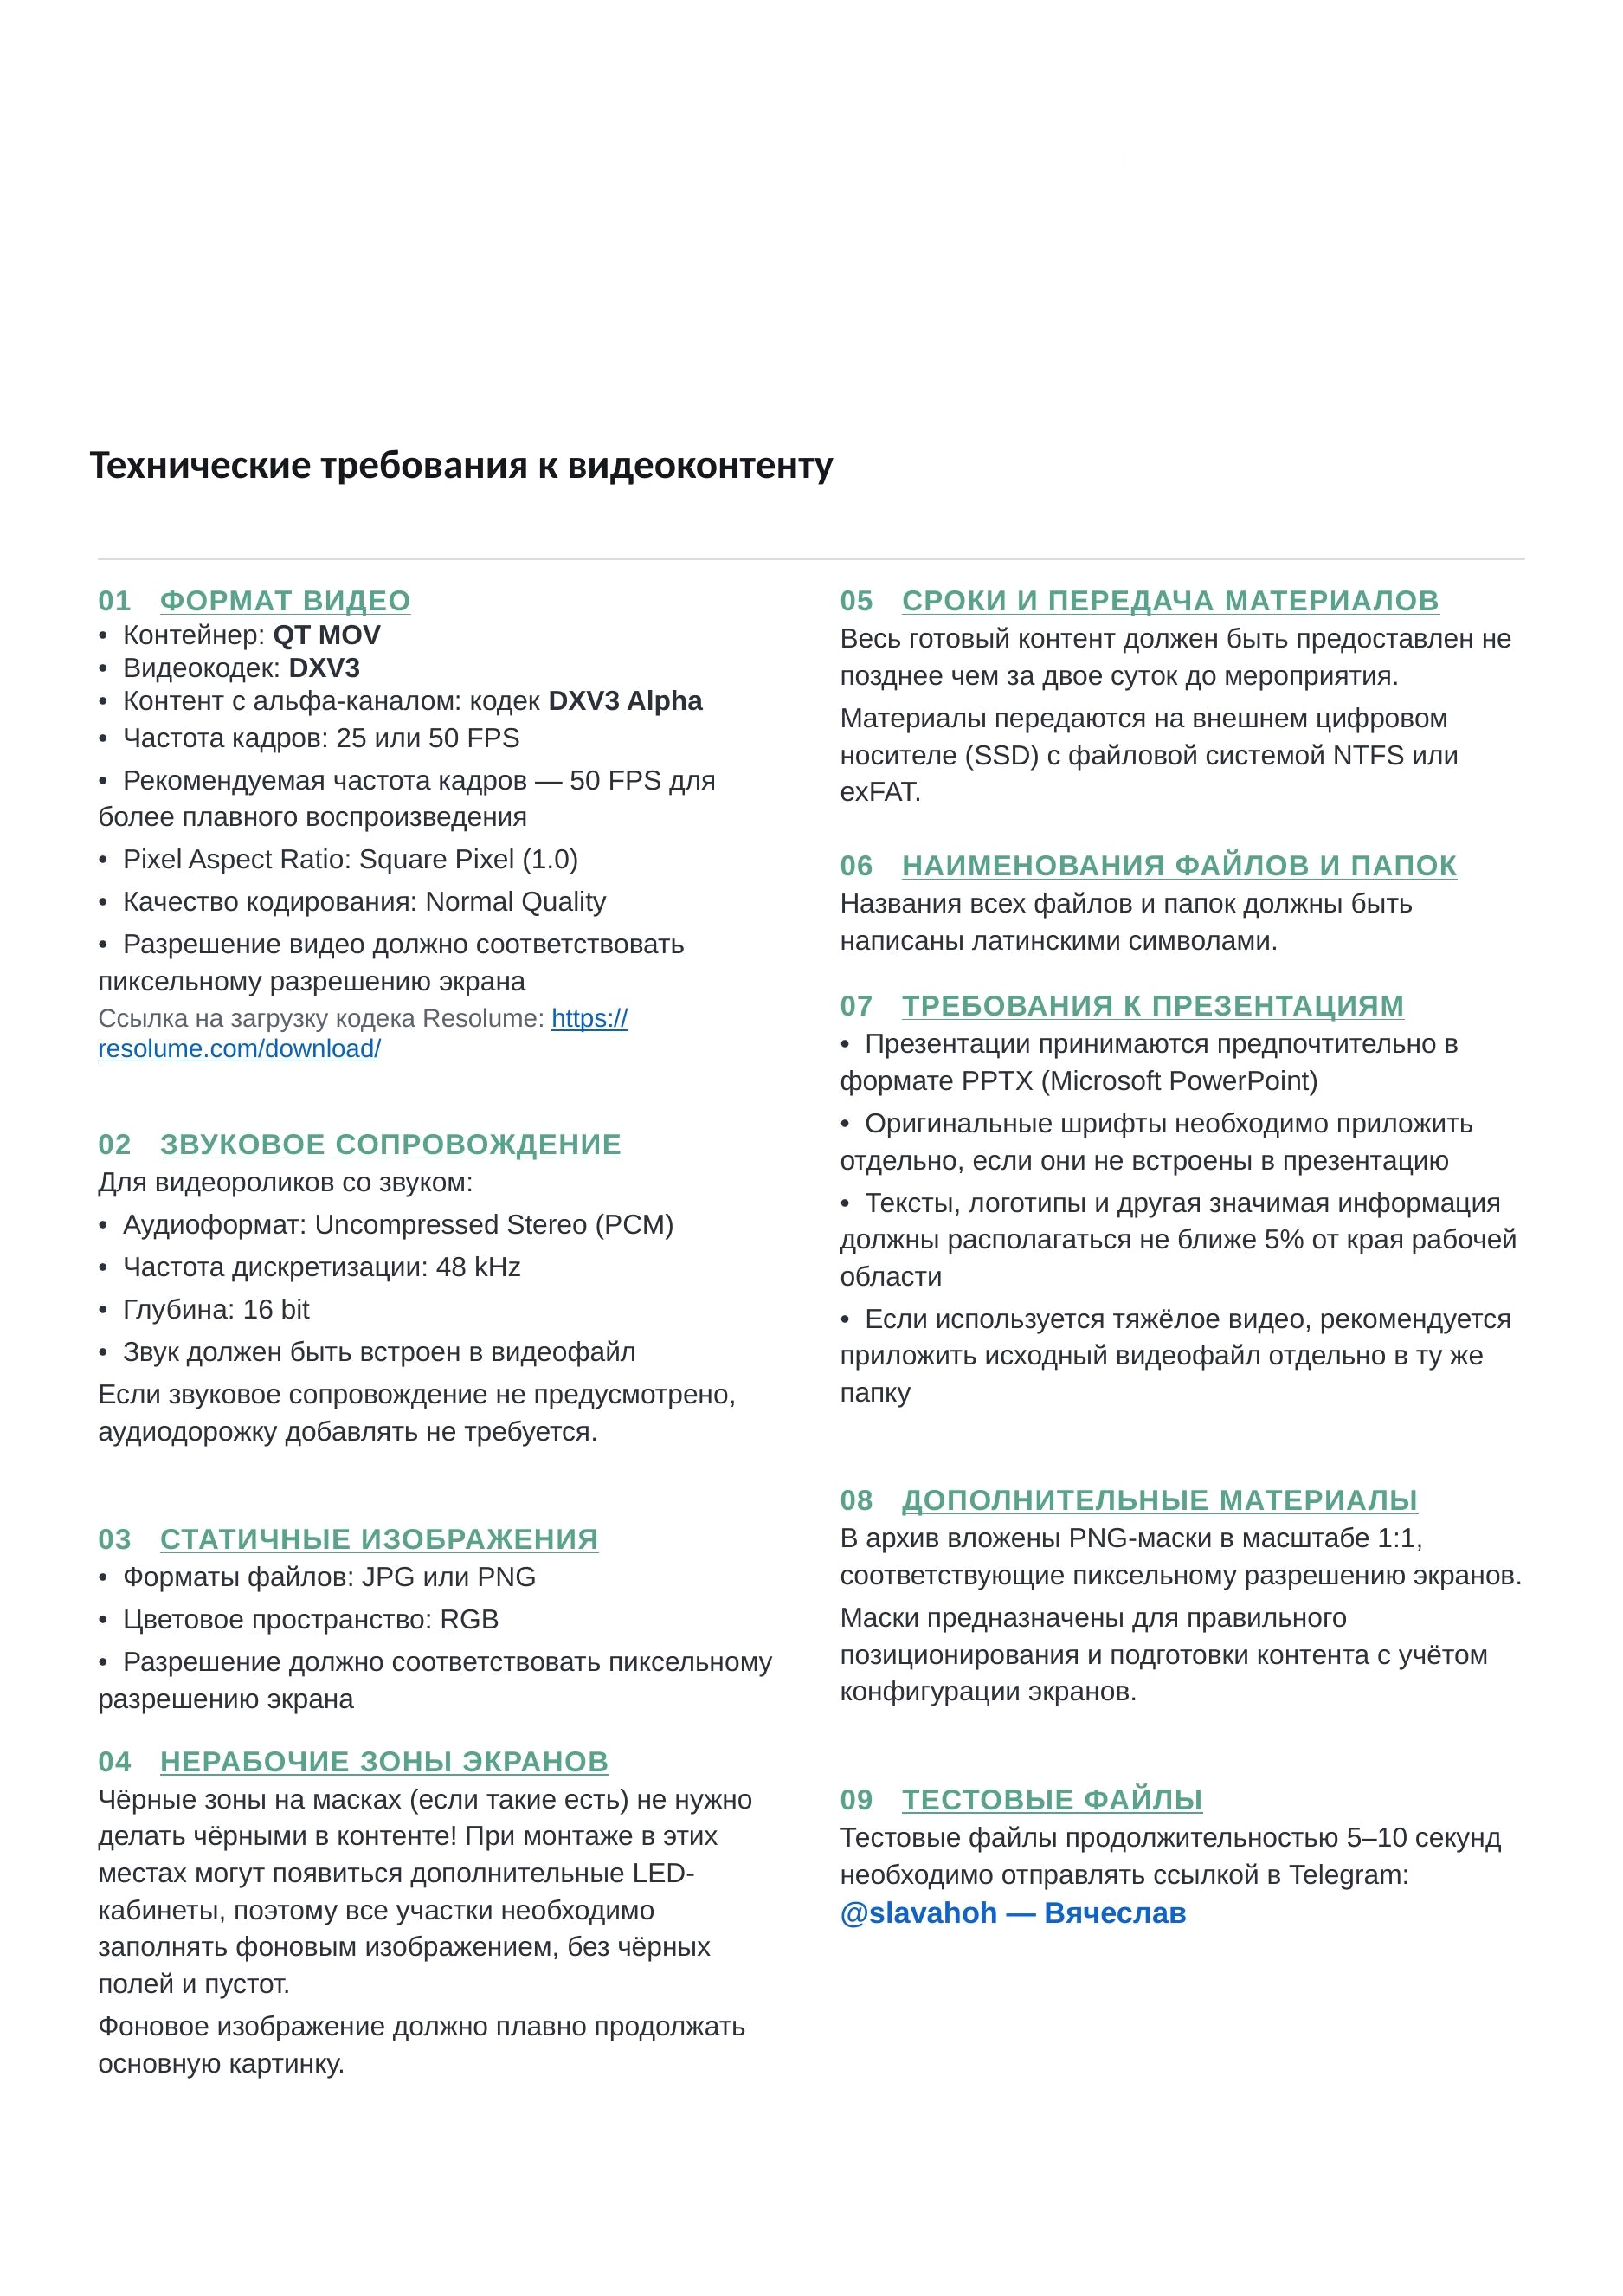 Технические требования к видеоконтенту
01 ФОРМАТ ВИДЕО
• Контейнер: QT MOV
• Видеокодек: DXV3
• Контент с альфа-каналом: кодек DXV3 Alpha
• Частота кадров: 25 или 50 FPS
• Рекомендуемая частота кадров — 50 FPS для
более плавного воспроизведения
• Pixel Aspect Ratio: Square Pixel (1.0)
• Качество кодирования: Normal Quality
• Разрешение видео должно соответствовать
пиксельному разрешению экрана
Ссылка на загрузку кодека Resolume: https://
resolume.com/download/
02 ЗВУКОВОЕ СОПРОВОЖДЕНИЕ
Для видеороликов со звуком:
• Аудиоформат: Uncompressed Stereo (PCM)
• Частота дискретизации: 48 kHz
• Глубина: 16 bit
• Звук должен быть встроен в видеофайл
Если звуковое сопровождение не предусмотрено,
аудиодорожку добавлять не требуется.
03 СТАТИЧНЫЕ ИЗОБРАЖЕНИЯ
• Форматы файлов: JPG или PNG
• Цветовое пространство: RGB
• Разрешение должно соответствовать пиксельному
разрешению экрана
04 НЕРАБОЧИЕ ЗОНЫ ЭКРАНОВ
Чёрные зоны на масках (если такие есть) не нужно
делать чёрными в контенте! При монтаже в этих
местах могут появиться дополнительные LED-
кабинеты, поэтому все участки необходимо
заполнять фоновым изображением, без чёрных
полей и пустот.
Фоновое изображение должно плавно продолжать
основную картинку.
05 СРОКИ И ПЕРЕДАЧА МАТЕРИАЛОВ
Весь готовый контент должен быть предоставлен не
позднее чем за двое суток до мероприятия.
Материалы передаются на внешнем цифровом
носителе (SSD) с файловой системой NTFS или
exFAT.
06 НАИМЕНОВАНИЯ ФАЙЛОВ И ПАПОК
Названия всех файлов и папок должны быть
написаны латинскими символами.
07 ТРЕБОВАНИЯ К ПРЕЗЕНТАЦИЯМ
• Презентации принимаются предпочтительно в
формате PPTX (Microsoft PowerPoint)
• Оригинальные шрифты необходимо приложить
отдельно, если они не встроены в презентацию
• Тексты, логотипы и другая значимая информация
должны располагаться не ближе 5% от края рабочей
области
• Если используется тяжёлое видео, рекомендуется
приложить исходный видеофайл отдельно в ту же
папку
08 ДОПОЛНИТЕЛЬНЫЕ МАТЕРИАЛЫ
В архив вложены PNG-маски в масштабе 1:1,
соответствующие пиксельному разрешению экранов.
Маски предназначены для правильного
позиционирования и подготовки контента с учётом
конфигурации экранов.
09 ТЕСТОВЫЕ ФАЙЛЫ
Тестовые файлы продолжительностью 5–10 секунд
необходимо отправлять ссылкой в Telegram:
@slavahoh — Вячеслав